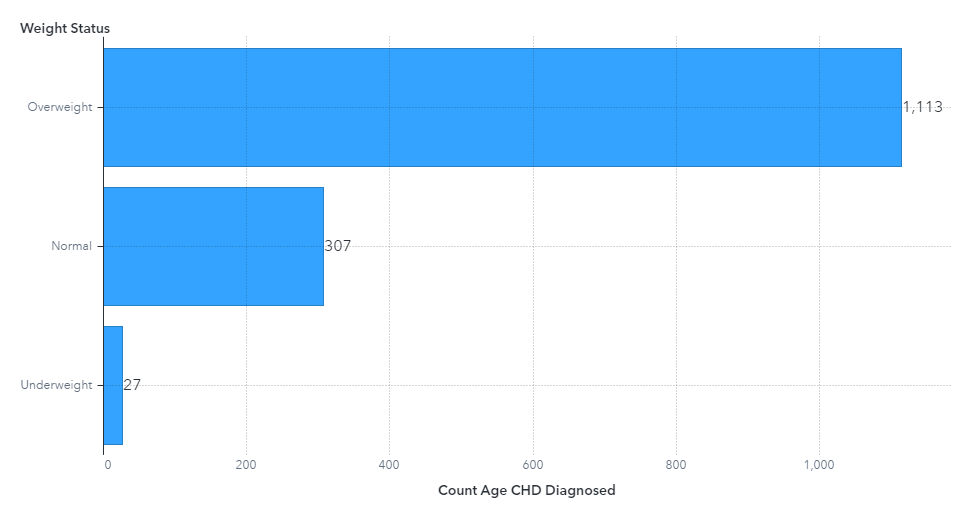 Weight Status
Overweight
1,113
Normal
307
Underweight
27
0 200 400 600 800 1,000
Count Age CHD Diagnosed